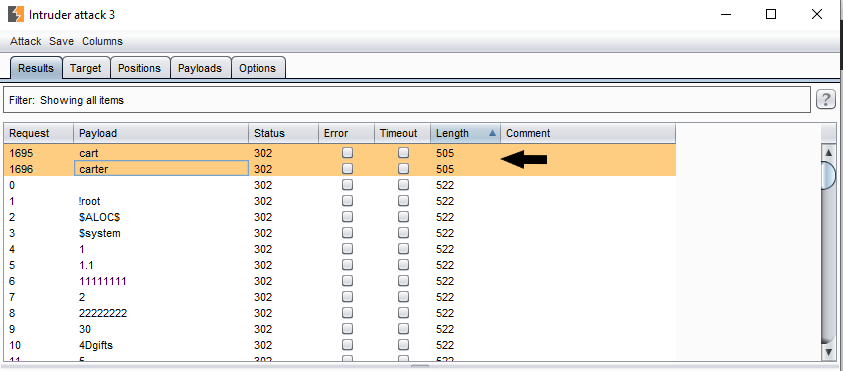 Intruder attack 3
Attack Save Columns
Results Target Positions Payloads Options
Filter: Showing all items ?
Request Payload Status Error Timeout Length Comment
1695 cart 302 505
1696 carter 302 505
0 302 522
1 !root 302 522
2 $ALOC$ 302 522
3 $system 302 522
4 1 302 522
5 1.1 302 522
6 11111111 302 522
7 2 302 522
8 22222222 302 522
9 30 302 522
10 4Dgifts 302 522
11 5 302 522